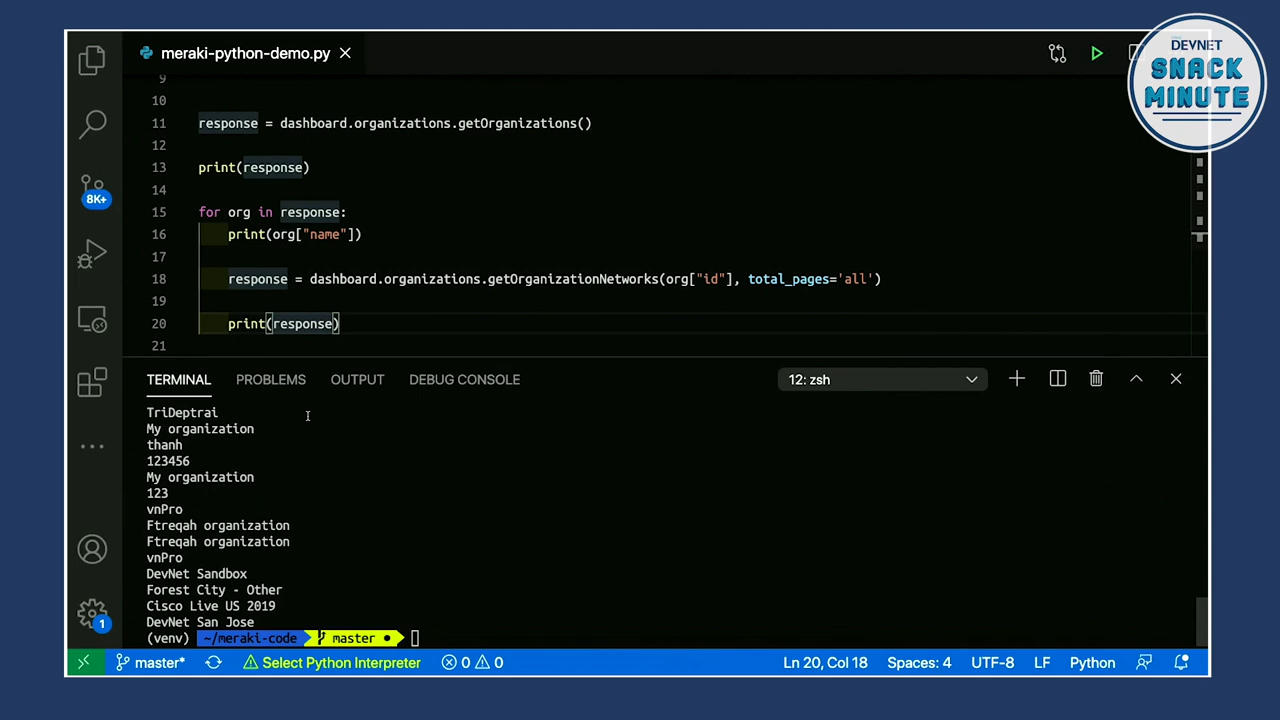 meraki-python-demo.py
DEVNET
SNACK
MINUTE
9
10
11 response = dashboard.organizations.getOrganizations()
12
13 print(response)
14
15 for org in response:
16 print(org["name"])
17
18 response = dashboard.organizations.getOrganizationNetworks(org["id"], total_pages='all')
19
20 print(response)
21
8K+
TERMINAL PROBLEMS OUTPUT DEBUG CONSOLE 12: zsh
TriDeptrai
My organization
thanh
123456
My organization
123
vnPro
Ftreqah organization
Ftreqah organization
vnPro
DevNet Sandbox
Forest City - Other
Cisco Live US 2019
DevNet San Jose
(venv) ~/meraki-code master ●
1
master* Select Python Interpreter 0 0 Ln 20, Col 18 Spaces: 4 UTF-8 LF Python